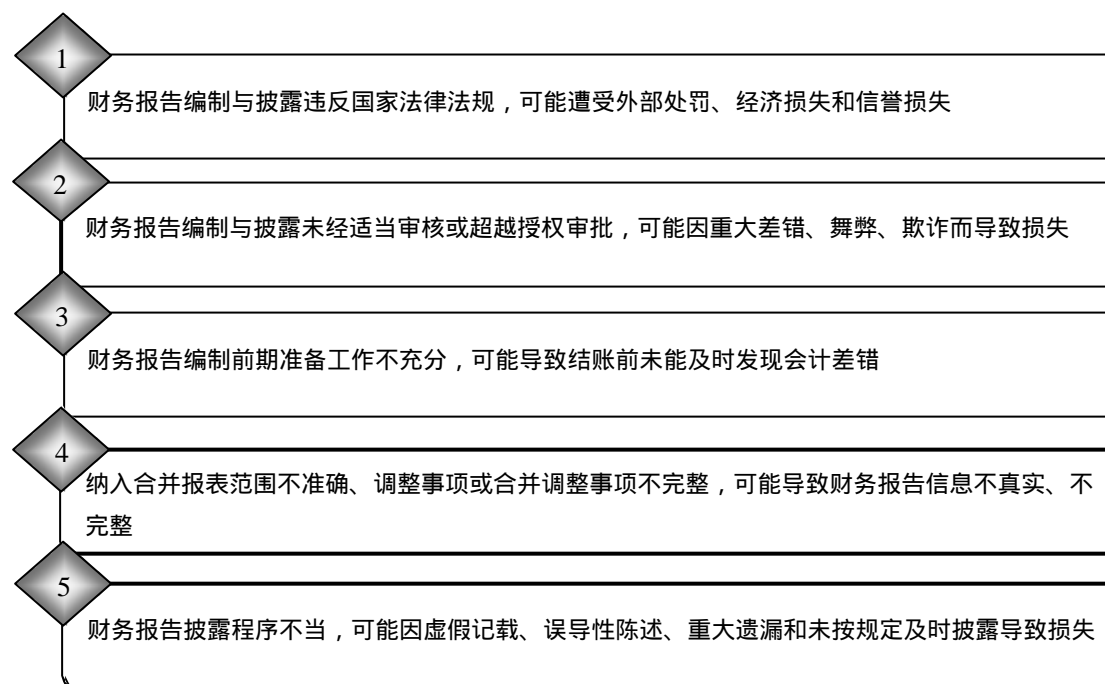 1
财务报告编制与披露违反国家法律法规，可能遭受外部处罚、经济损失和信誉损失
2
财务报告编制与披露未经适当审核或超越授权审批，可能因重大差错、舞弊、欺诈而导致损失
3
财务报告编制前期准备工作不充分，可能导致结账前未能及时发现会计差错
4
纳入合并报表范围不准确、调整事项或合并调整事项不完整，可能导致财务报告信息不真实、不
完整
5
财务报告披露程序不当，可能因虚假记载、误导性陈述、重大遗漏和未按规定及时披露导致损失